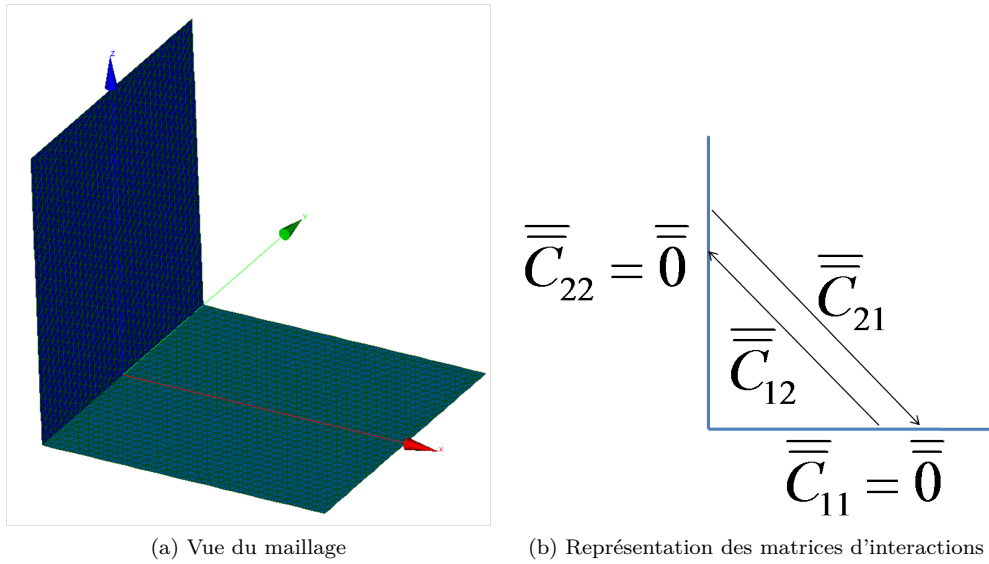 Z
Y
X
C̿₂₂ = 0̿
C̿₂₁
C̿₁₂
C̿₁₁ = 0̿
(a) Vue du maillage
(b) Représentation des matrices d'interactions